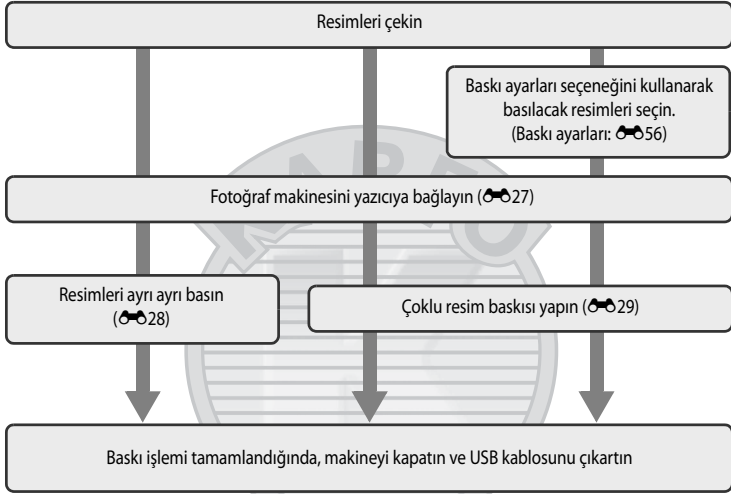 Resimleri çekin
Baskı ayarları seçeneğini kullanarak
basılacak resimleri seçin.
(Baskı ayarları: 56)
Fotoğraf makinesini yazıcıya bağlayın (27)
Resimleri ayrı ayrı basın
(28)
Çoklu resim baskısı yapın (29)
Baskı işlemi tamamlandığında, makineyi kapatın ve USB kablosunu çıkartın